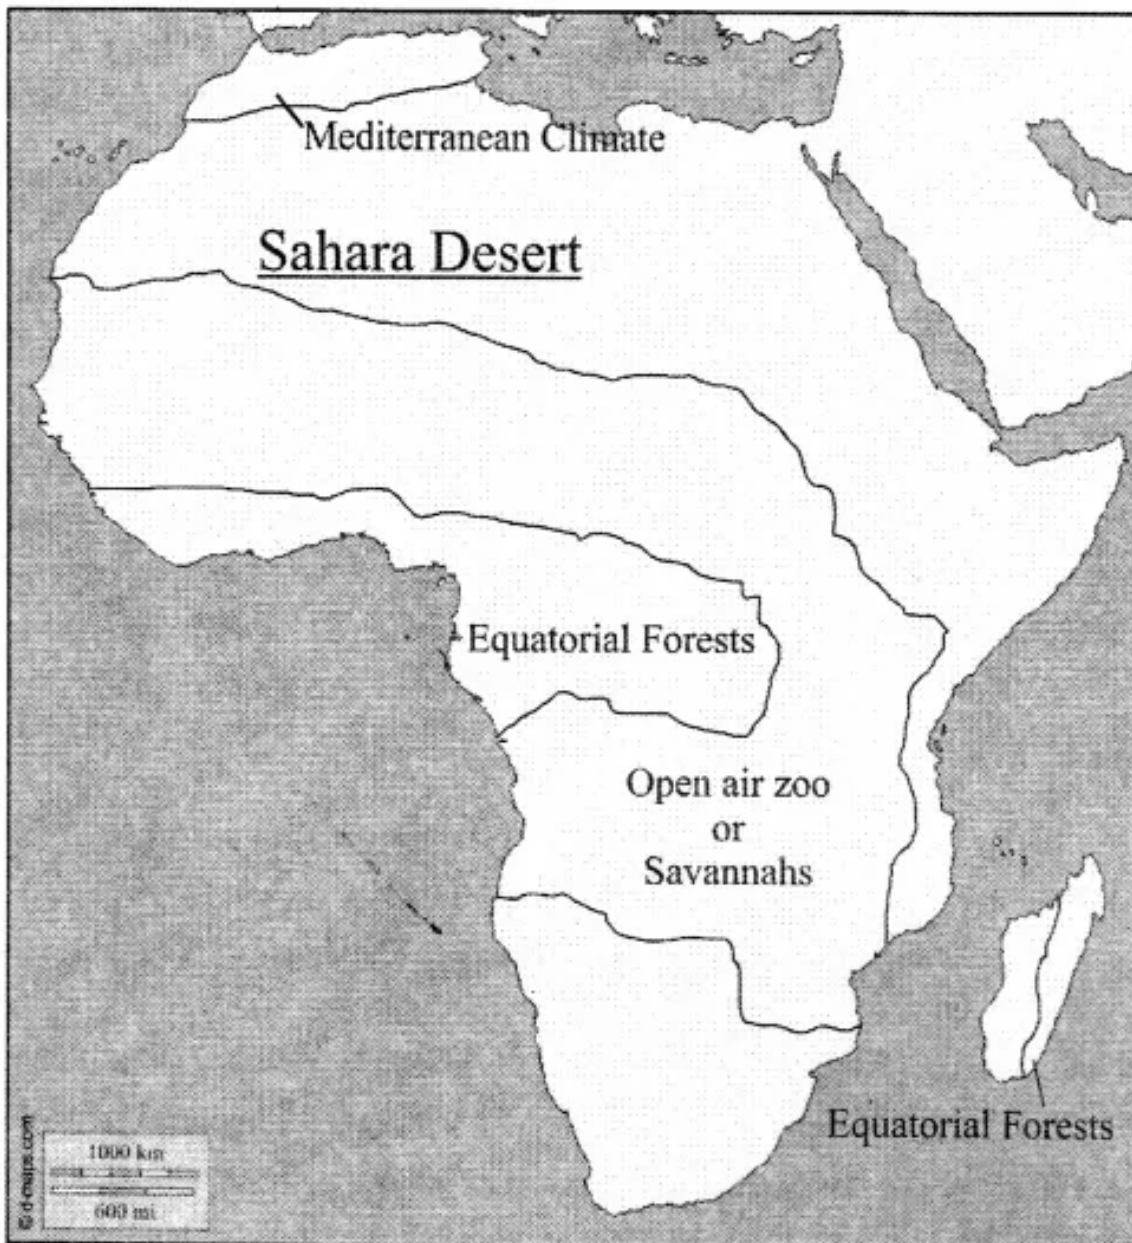 Mediterranean Climate
Sahara Desert
Equatorial Forests
Open air zoo
or
Savannahs
Equatorial Forests
© d-maps.com
1000 km
600 mi